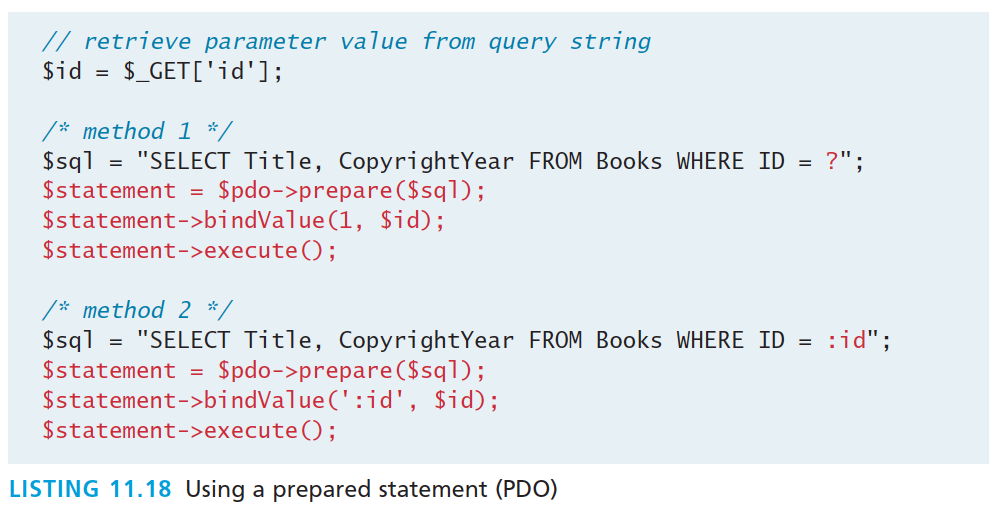 // retrieve parameter value from query string
$id = $_GET['id'];
/* method 1 */
$sql = "SELECT Title, CopyrightYear FROM Books WHERE ID = ?";
$statement = $pdo->prepare($sql);
$statement->bindValue(1, $id);
$statement->execute();
/* method 2 */
$sql = "SELECT Title, CopyrightYear FROM Books WHERE ID = :id";
$statement = $pdo->prepare($sql);
$statement->bindValue(':id', $id);
$statement->execute();
LISTING 11.18 Using a prepared statement (PDO)